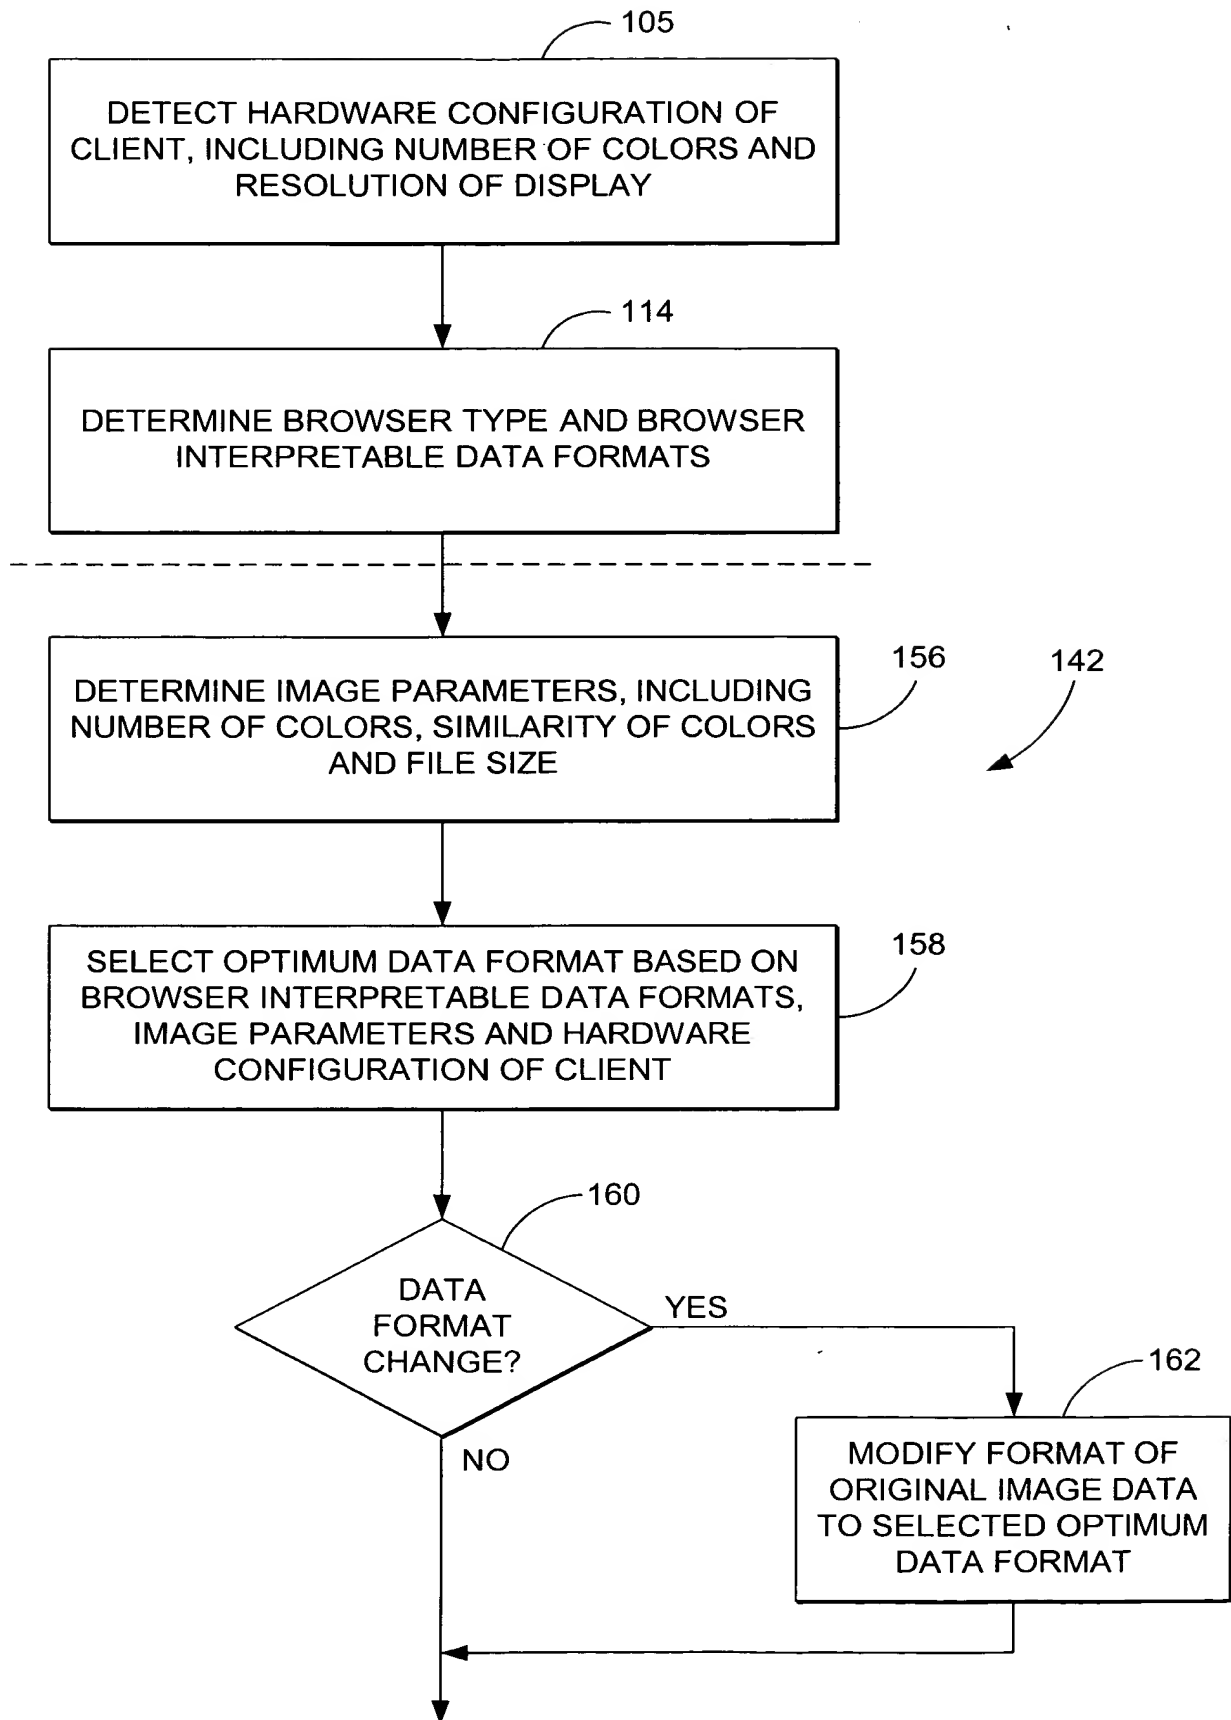 105
DETECT HARDWARE CONFIGURATION OF
CLIENT, INCLUDING NUMBER OF COLORS AND
RESOLUTION OF DISPLAY
114
DETERMINE BROWSER TYPE AND BROWSER
INTERPRETABLE DATA FORMATS
156
142
DETERMINE IMAGE PARAMETERS, INCLUDING
NUMBER OF COLORS, SIMILARITY OF COLORS
AND FILE SIZE
158
SELECT OPTIMUM DATA FORMAT BASED ON
BROWSER INTERPRETABLE DATA FORMATS,
IMAGE PARAMETERS AND HARDWARE
CONFIGURATION OF CLIENT
160
DATA
FORMAT
CHANGE?
YES
NO
162
MODIFY FORMAT OF
ORIGINAL IMAGE DATA
TO SELECTED OPTIMUM
DATA FORMAT